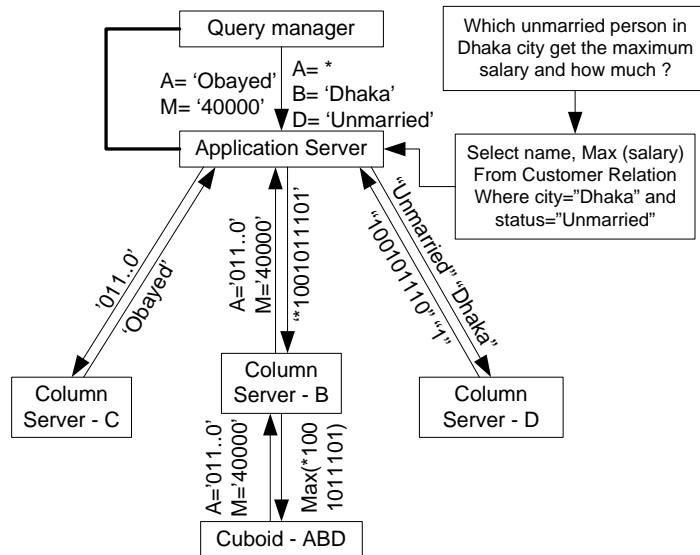 Query manager
A= 'Obayed'
M= '40000'
A= *
B= 'Dhaka'
D= 'Unmarried'
Which unmarried person in
Dhaka city get the maximum
salary and how much ?
Application Server
Select name, Max (salary)
From Customer Relation
Where city="Dhaka" and
status="Unmarried"
'011..0'
'Obayed'
A='011..0'
M='40000'
'*1001011101'
"Unmarried" "Dhaka"
"100101110" "1"
Column
Server - C
Column
Server - B
Column
Server - D
A='011..0'
M='40000'
Max(*100
1011101)
Cuboid - ABD